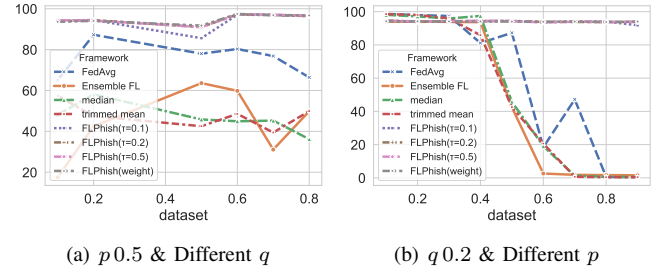 100
80
60
40
20
Framework
FedAvg
Ensemble FL
median
trimmed mean
FLPhish(τ=0.1)
FLPhish(τ=0.2)
FLPhish(τ=0.5)
FLPhish(weight)
0.2 0.4 0.6 0.8
dataset
(a) p 0.5 & Different q
100
80
60
40
20
0
Framework
FedAvg
Ensemble FL
median
trimmed mean
FLPhish(τ=0.1)
FLPhish(τ=0.2)
FLPhish(τ=0.5)
FLPhish(weight)
0.2 0.4 0.6 0.8
dataset
(b) q 0.2 & Different p